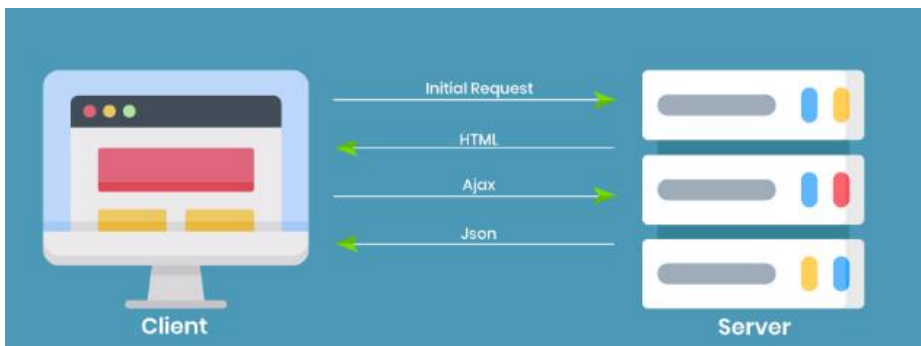 Initial Request
HTML
Ajax
Json
Client
Server